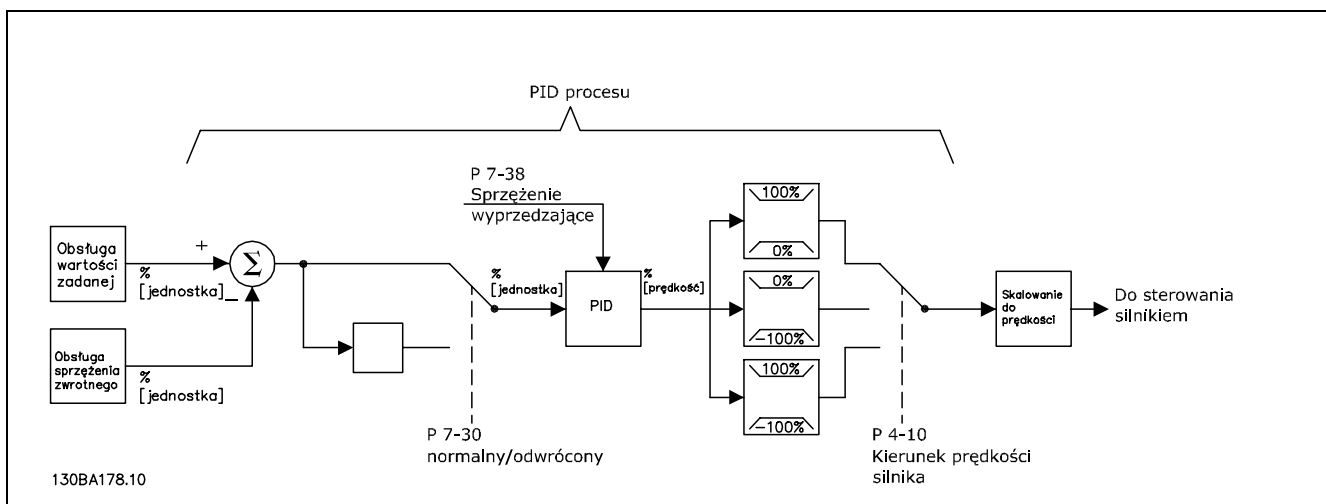 PID procesu
P 7-38
Sprzężenie
wyprzedzające
100%
0%
Obsługa
wartości
zadanej
+
%
[jednostka]
_
Σ
%
[jednostka]
PID
%
[prędkość]
0%
-100%
Skalowanie
do
prędkości
Do sterowania
silnikiem
Obsługa
sprzężenia
zwrotnego
%
[jednostka]
100%
-100%
P 7-30
normalny/odwrócony
P 4-10
Kierunek prędkości
silnika
130BA178.10